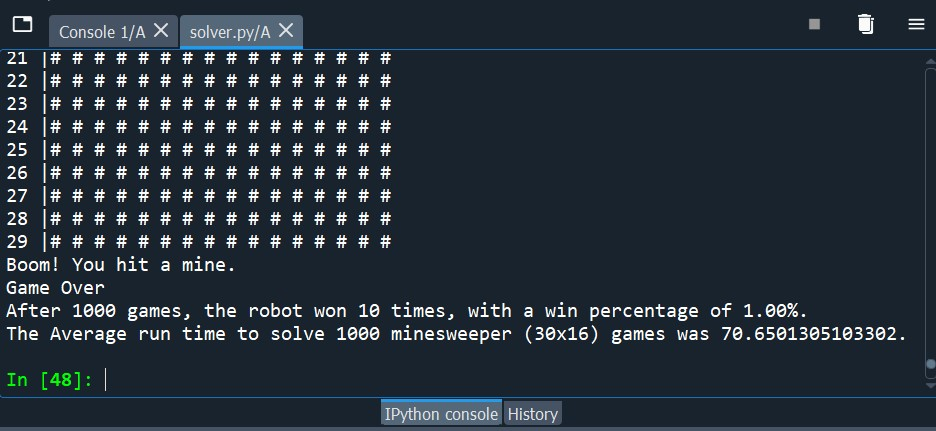 Console 1/A
solver.py/A
21 |# # # # # # # # # # # # # # # #
22 |# # # # # # # # # # # # # # # #
23 |# # # # # # # # # # # # # # # #
24 |# # # # # # # # # # # # # # # #
25 |# # # # # # # # # # # # # # # #
26 |# # # # # # # # # # # # # # # #
27 |# # # # # # # # # # # # # # # #
28 |# # # # # # # # # # # # # # # #
29 |# # # # # # # # # # # # # # # #
Boom! You hit a mine.
Game Over
After 1000 games, the robot won 10 times, with a win percentage of 1.00%.
The Average run time to solve 1000 minesweeper (30x16) games was 70.6501305103302.
In [48]:
IPython console
History